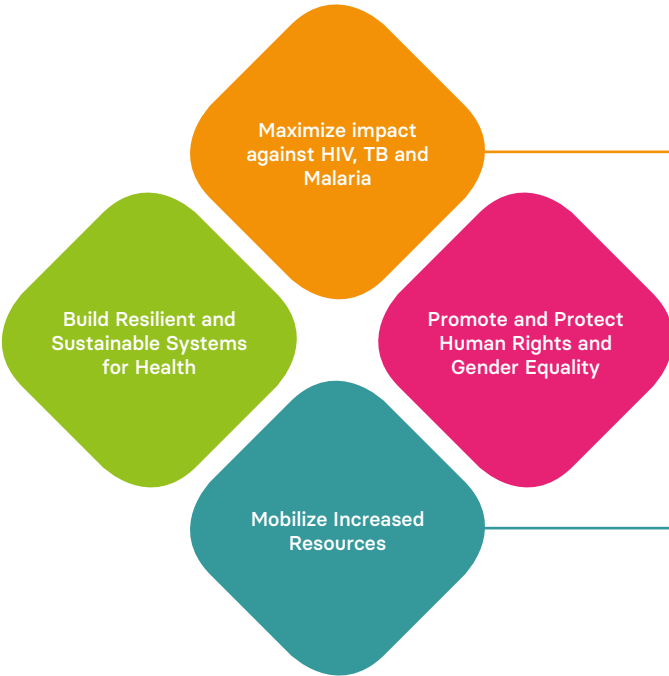 Maximize impact
against HIV, TB and
Malaria
Build Resilient and
Sustainable Systems
for Health
Promote and Protect
Human Rights and
Gender Equality
Mobilize Increased
Resources